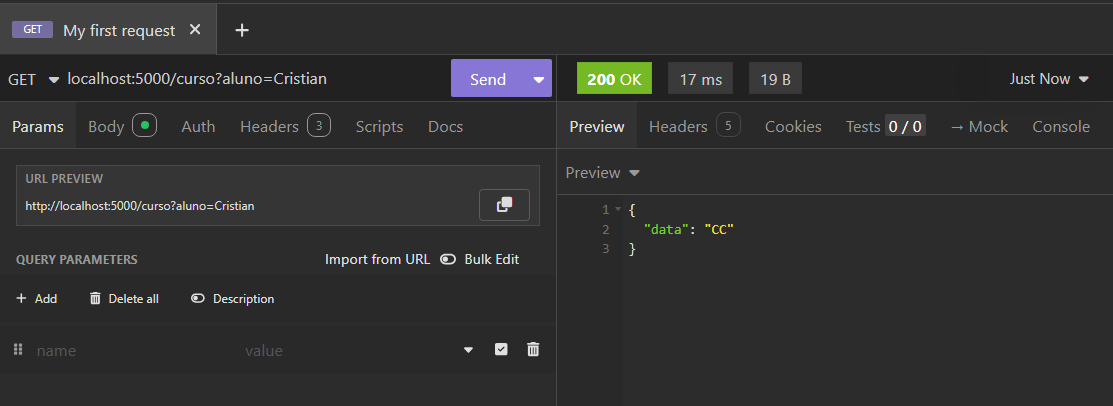 GET My first request
GET localhost:5000/curso?aluno=Cristian Send
200 OK 17 ms 19 B Just Now
Params Body Auth Headers 3 Scripts Docs
Preview Headers 5 Cookies Tests 0 / 0 → Mock Console
URL PREVIEW
http://localhost:5000/curso?aluno=Cristian
QUERY PARAMETERS Import from URL Bulk Edit
+ Add Delete all Description
name value
Preview
1 {
2 "data": "CC"
3 }